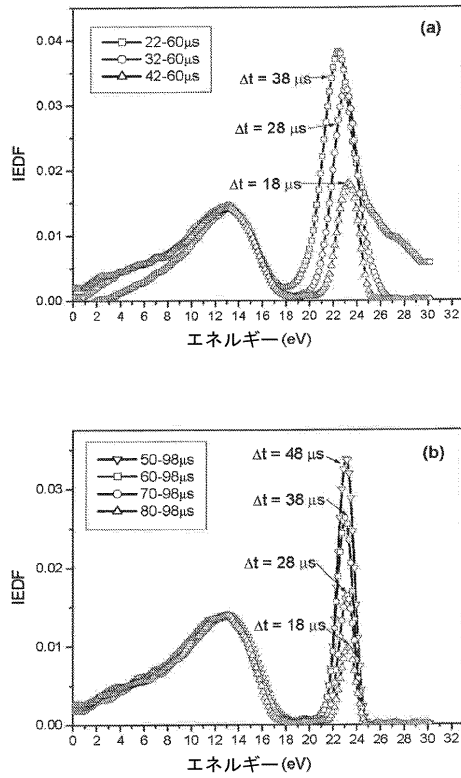 (a)
22-60μs
32-60μs
42-60μs
Δt = 38 μs
Δt = 28 μs
Δt = 18 μs
IEDF
0.04
0.03
0.02
0.01
0.00
0 2 4 6 8 10 12 14 16 18 20 22 24 26 28 30 32
エネルギー (eV)
(b)
50-98μs
60-98μs
70-98μs
80-98μs
Δt = 48 μs
Δt = 38 μs
Δt = 28 μs
Δt = 18 μs
IEDF
0.03
0.02
0.01
0.00
0 2 4 6 8 10 12 14 16 18 20 22 24 26 28 30 32
エネルギー (eV)